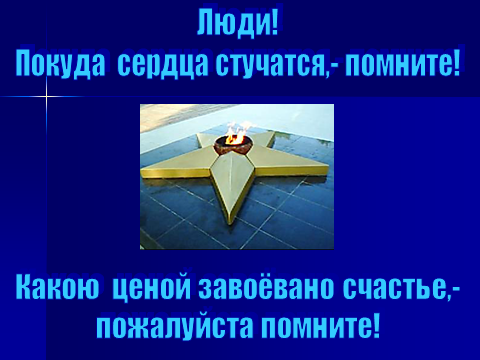 Люди!
Покуда сердца стучатся,- помните!
Какою ценой завоёвано счастье,-
пожалуйста помните!